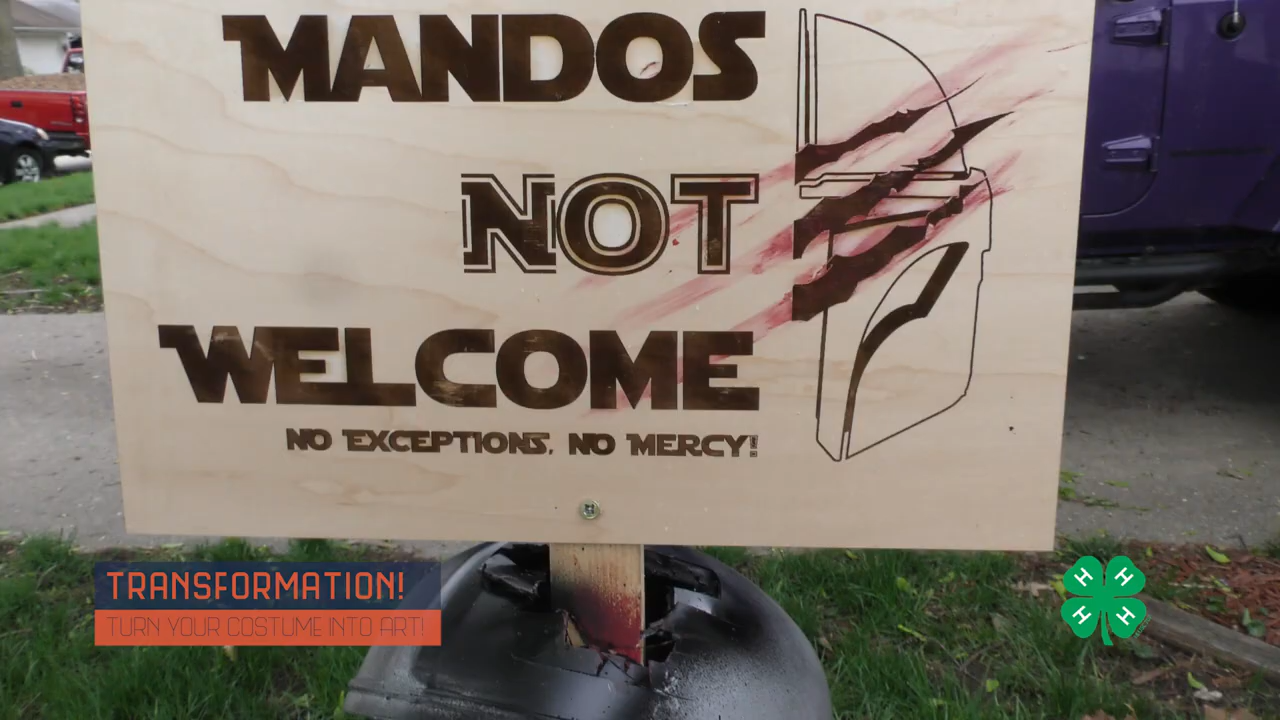 MANDOS
NOT
WELCOME
NO EXCEPTIONS, NO MERCY!
TRANSFORMATION!
TURN YOUR COSTUME INTO ART!
H H
H H